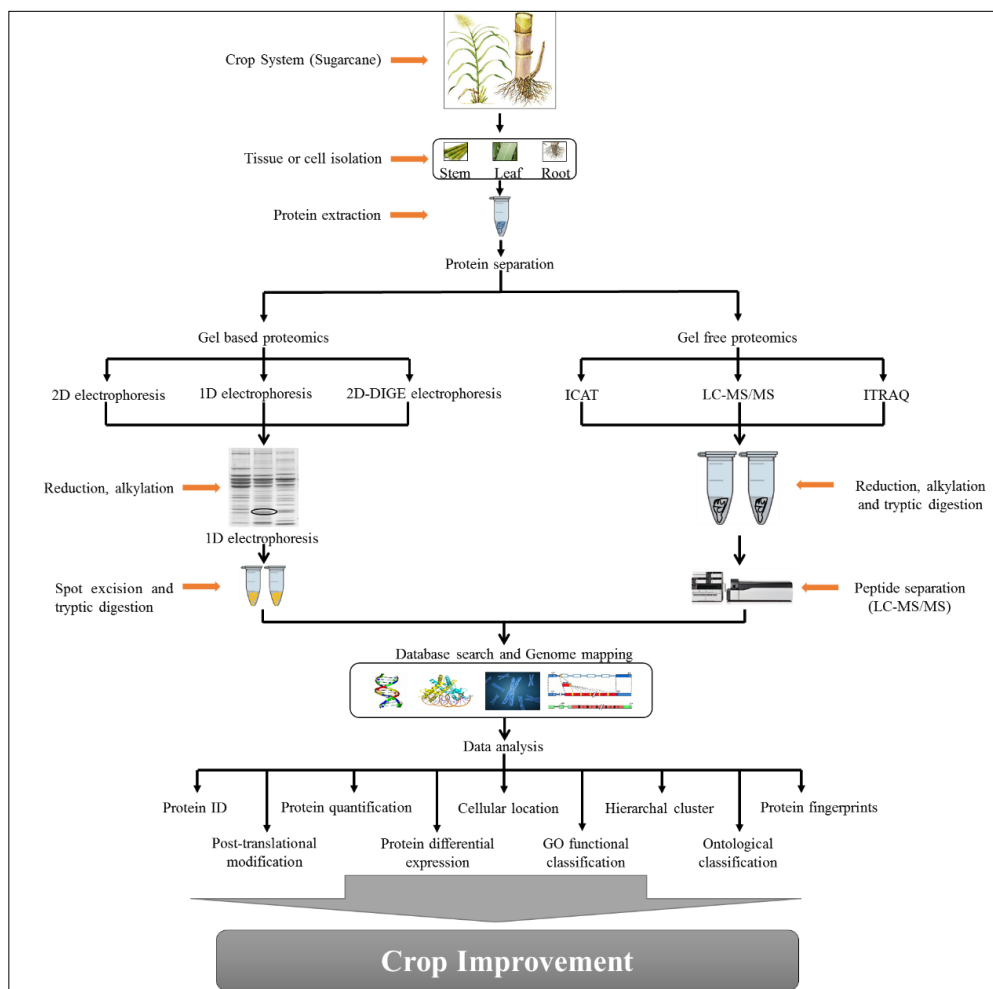 Crop System (Sugarcane)
Tissue or cell isolation
Stem Leaf Root
Protein extraction
Protein separation
Gel based proteomics
Gel free proteomics
2D electrophoresis
1D electrophoresis
2D-DIGE electrophoresis
ICAT
LC-MS/MS
ITRAQ
Reduction, alkylation
1D electrophoresis
Reduction, alkylation
and tryptic digestion
Spot excision and
tryptic digestion
Peptide separation
(LC-MS/MS)
Database search and Genome mapping
Data analysis
Protein ID
Protein quantification
Cellular location
Hierarchal cluster
Protein fingerprints
Post-translational
modification
Protein differential
expression
GO functional
classification
Ontological
classification
Crop Improvement